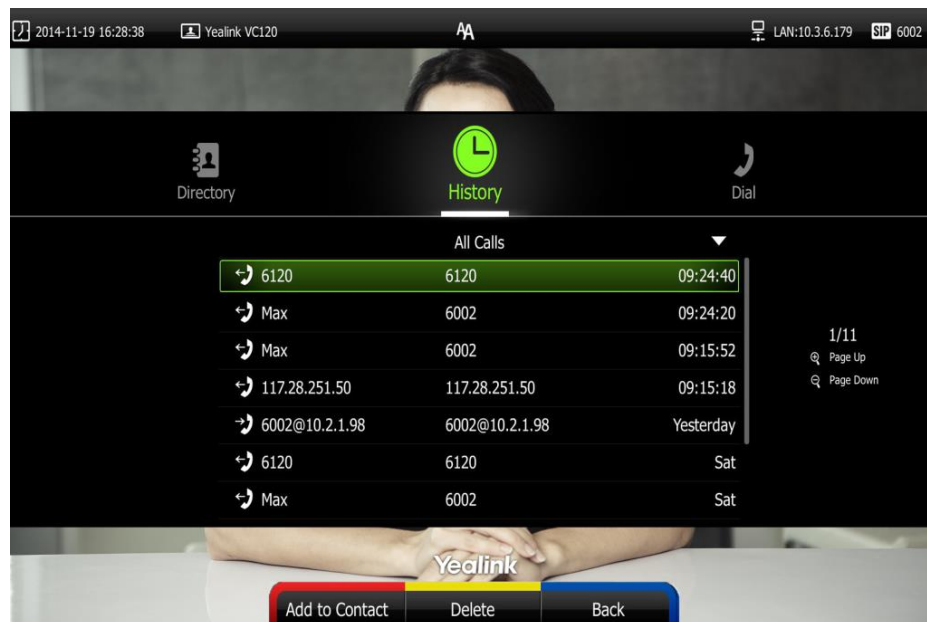 2014-11-19 16:28:38 Yealink VC120 AA LAN:10.3.6.179 SIP 6002
Directory History Dial
All Calls
6120 6120 09:24:40
Max 6002 09:24:20
Max 6002 09:15:52
117.28.251.50 117.28.251.50 09:15:18
6002@10.2.1.98 6002@10.2.1.98 Yesterday
6120 6120 Sat
Max 6002 Sat
1/11
Page Up
Page Down
Yealink
Add to Contact Delete Back